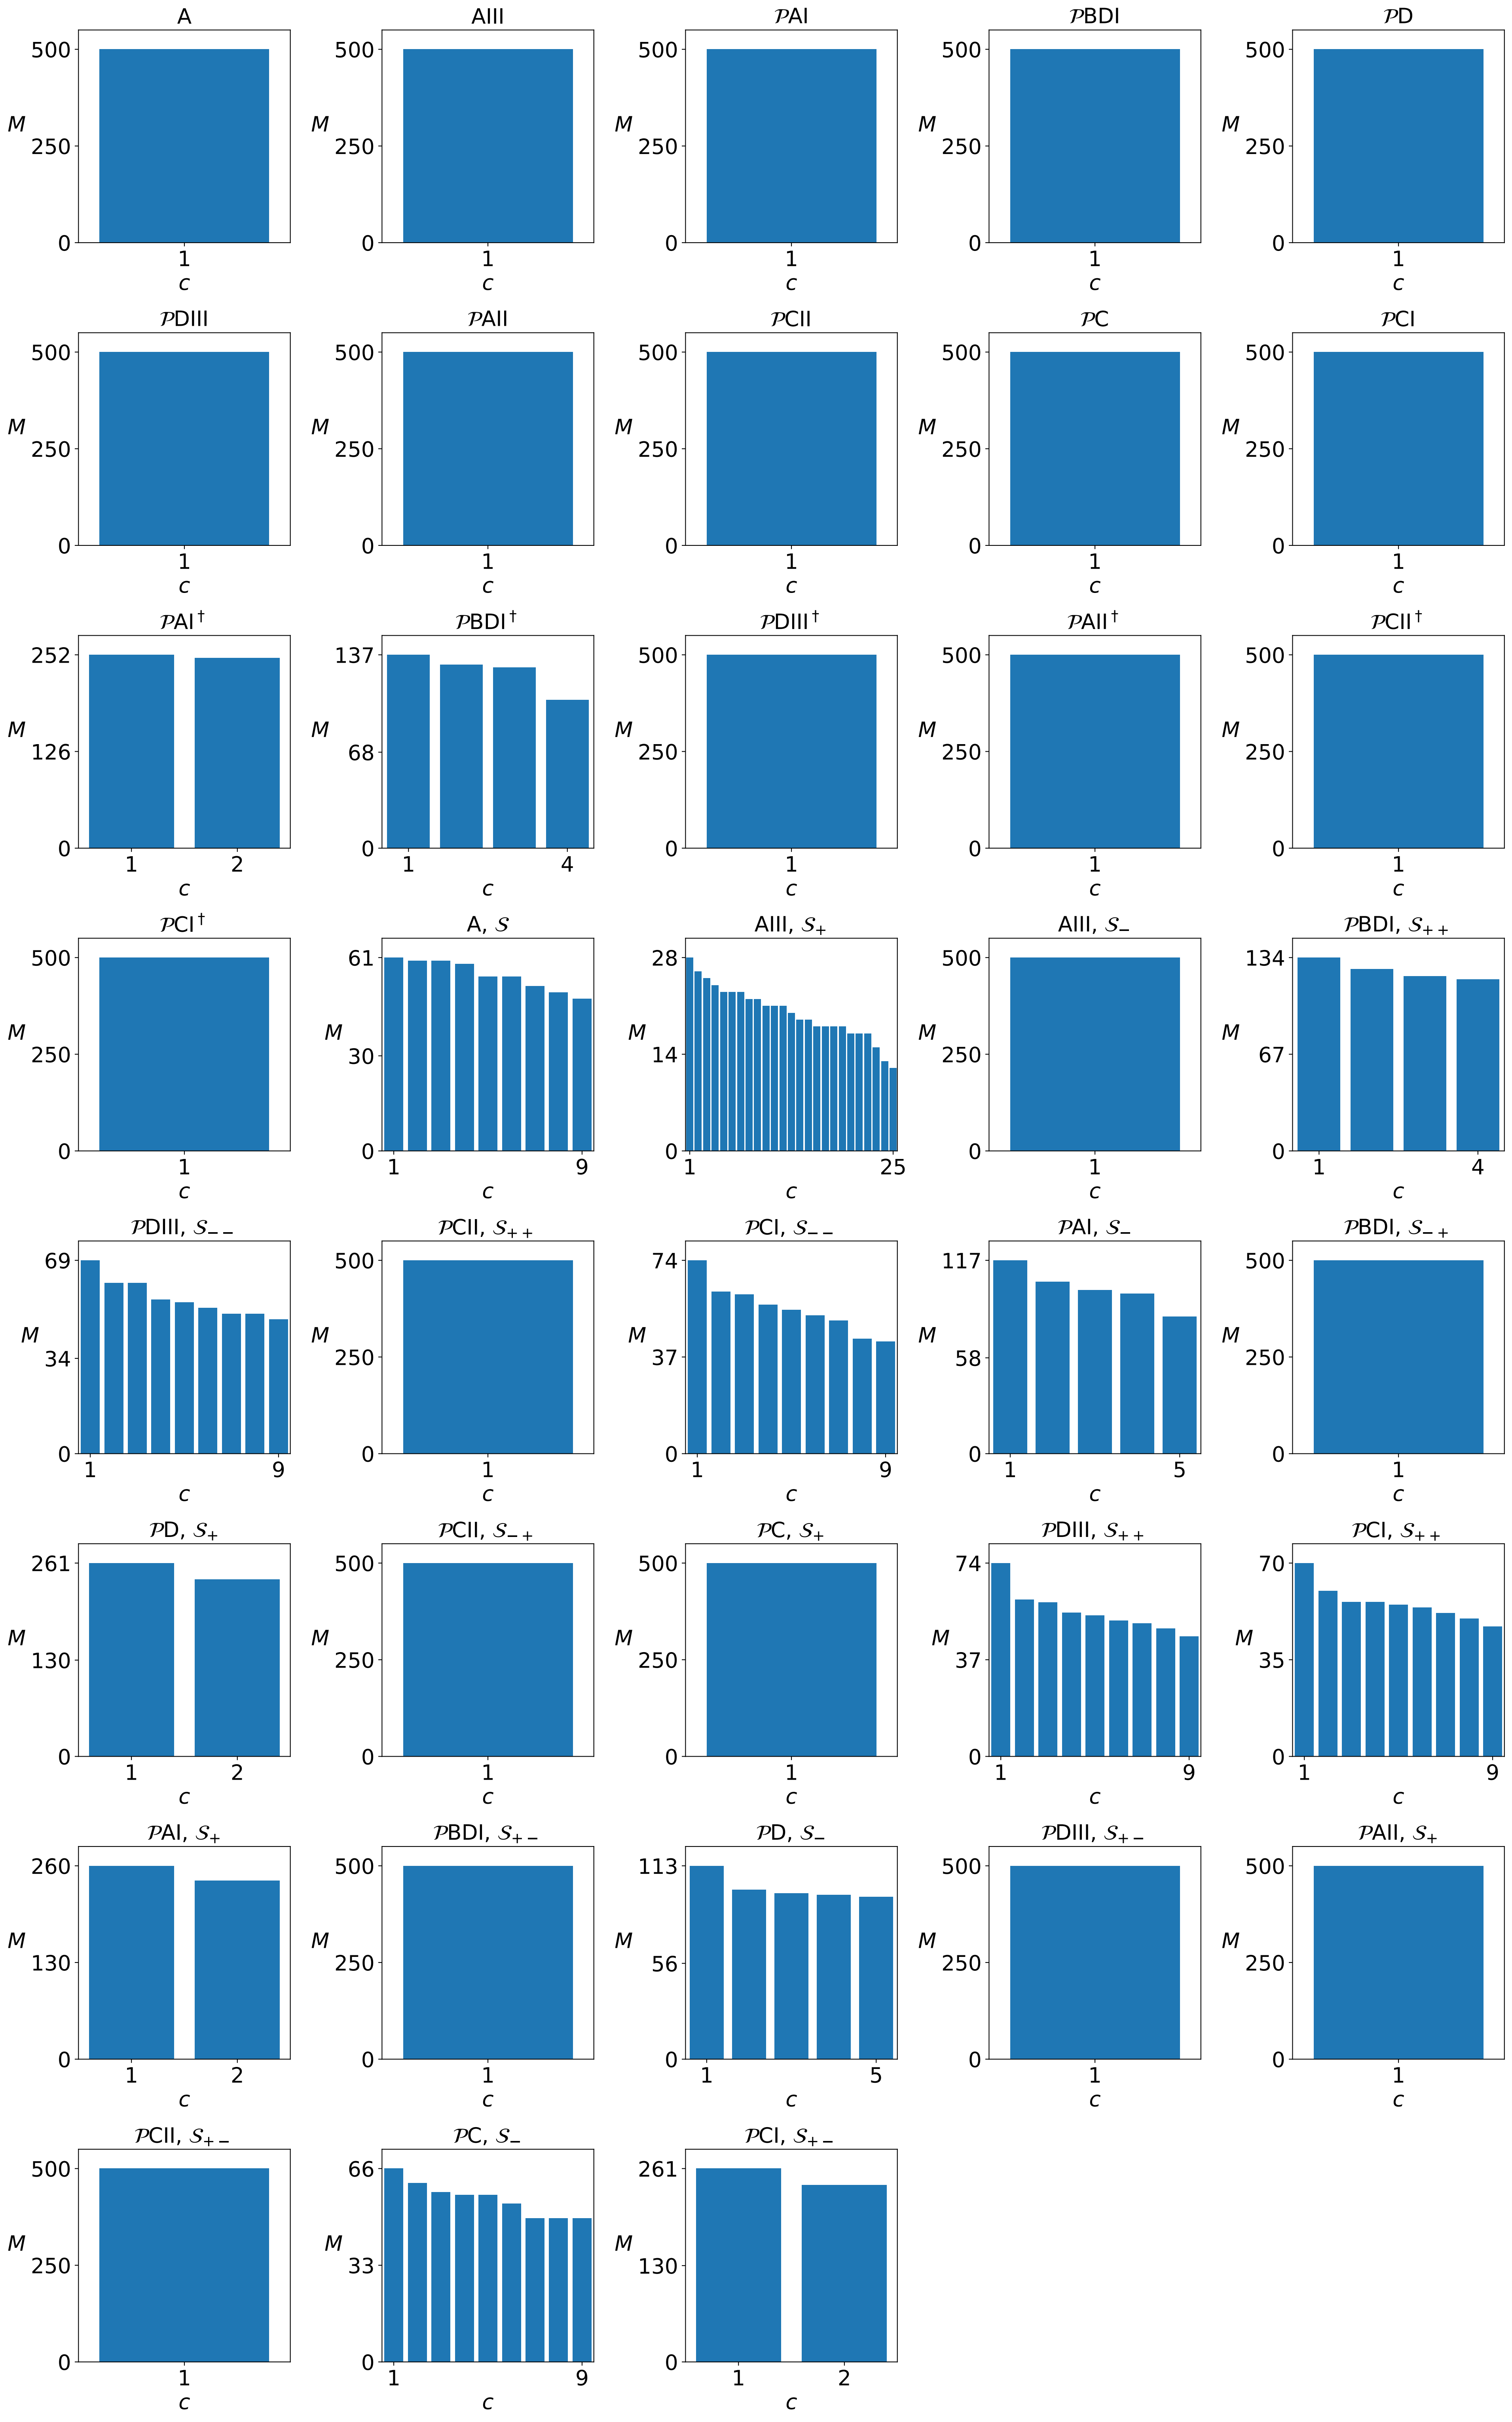 A AIII 𝒫AI 𝒫BDI 𝒫D
500 500 500 500 500
M M M M M
250 250 250 250 250
0 0 0 0 0
1 1 1 1 1
c c c c c
𝒫DIII 𝒫AII 𝒫CII 𝒫C 𝒫CI
500 500 500 500 500
M M M M M
250 250 250 250 250
0 0 0 0 0
1 1 1 1 1
c c c c c
𝒫AI† 𝒫BDI† 𝒫DIII† 𝒫AII† 𝒫CII†
252 137 500 500 500
M M M M M
126 68 250 250 250
0 0 0 0 0
1 2 1 4 1 1 1
c c c c c
𝒫CI† A, 𝒮 AIII, 𝒮₊ AIII, 𝒮₋ 𝒫BDI, 𝒮₊₊
500 61 28 500 134
M M M M M
250 30 14 250 67
0 0 0 0 0
1 1 9 1 25 1 1 4
c c c c c
𝒫DIII, 𝒮₋₋ 𝒫CII, 𝒮₊₊ 𝒫CI, 𝒮₋₋ 𝒫AI, 𝒮₋ 𝒫BDI, 𝒮₋₊
69 500 74 117 500
M M M M M
34 250 37 58 250
0 0 0 0 0
1 9 1 1 9 1 5 1
c c c c c
𝒫D, 𝒮₊ 𝒫CII, 𝒮₋₊ 𝒫C, 𝒮₊ 𝒫DIII, 𝒮₊₊ 𝒫CI, 𝒮₊₊
261 500 500 74 70
M M M M M
130 250 250 37 35
0 0 0 0 0
1 2 1 1 1 9 1 9
c c c c c
𝒫AI, 𝒮₊ 𝒫BDI, 𝒮₊₋ 𝒫D, 𝒮₋ 𝒫DIII, 𝒮₊₋ 𝒫AII, 𝒮₊
260 500 113 500 500
M M M M M
130 250 56 250 250
0 0 0 0 0
1 2 1 1 5 1 1
c c c c c
𝒫CII, 𝒮₊₋ 𝒫C, 𝒮₋ 𝒫CI, 𝒮₊₋
500 66 261
M M M
250 33 130
0 0 0
1 1 9 1 2
c c c